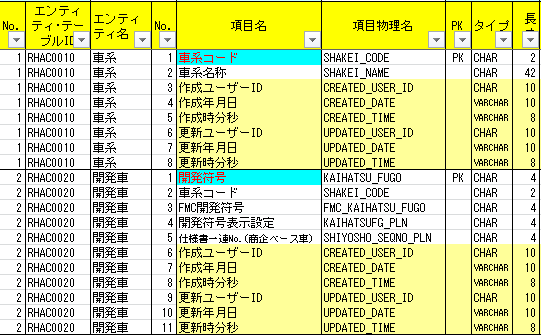 No. エンティティ・テーブルID エンティティ名 No. 項目名 項目物理名 PK タイプ 長
1 RHAC0010 車系 1 車系コード SHAKEI_CODE PK CHAR 2
1 RHAC0010 車系 2 車系名称 SHAKEI_NAME CHAR 42
1 RHAC0010 車系 3 作成ユーザーID CREATED_USER_ID CHAR 10
1 RHAC0010 車系 4 作成年月日 CREATED_DATE VARCHAR 10
1 RHAC0010 車系 5 作成時分秒 CREATED_TIME VARCHAR 8
1 RHAC0010 車系 6 更新ユーザーID UPDATED_USER_ID CHAR 10
1 RHAC0010 車系 7 更新年月日 UPDATED_DATE VARCHAR 10
1 RHAC0010 車系 8 更新時分秒 UPDATED_TIME VARCHAR 8
2 RHAC0020 開発車 1 開発符号 KAIHATSU_FUGO PK CHAR 4
2 RHAC0020 開発車 2 車系コード SHAKEI_CODE CHAR 2
2 RHAC0020 開発車 3 FMC開発符号 FMC_KAIHATSU_FUGO CHAR 4
2 RHAC0020 開発車 4 開発符号表示設定 KAIHATSUFG_PLN CHAR 4
2 RHAC0020 開発車 5 仕様書一連No.(商企ベース車) SHIYOSHO_SEQNO_PLN CHAR 4
2 RHAC0020 開発車 6 作成ユーザーID CREATED_USER_ID CHAR 10
2 RHAC0020 開発車 7 作成年月日 CREATED_DATE VARCHAR 10
2 RHAC0020 開発車 8 作成時分秒 CREATED_TIME VARCHAR 8
2 RHAC0020 開発車 9 更新ユーザーID UPDATED_USER_ID CHAR 10
2 RHAC0020 開発車 10 更新年月日 UPDATED_DATE VARCHAR 10
2 RHAC0020 開発車 11 更新時分秒 UPDATED_TIME VARCHAR 8